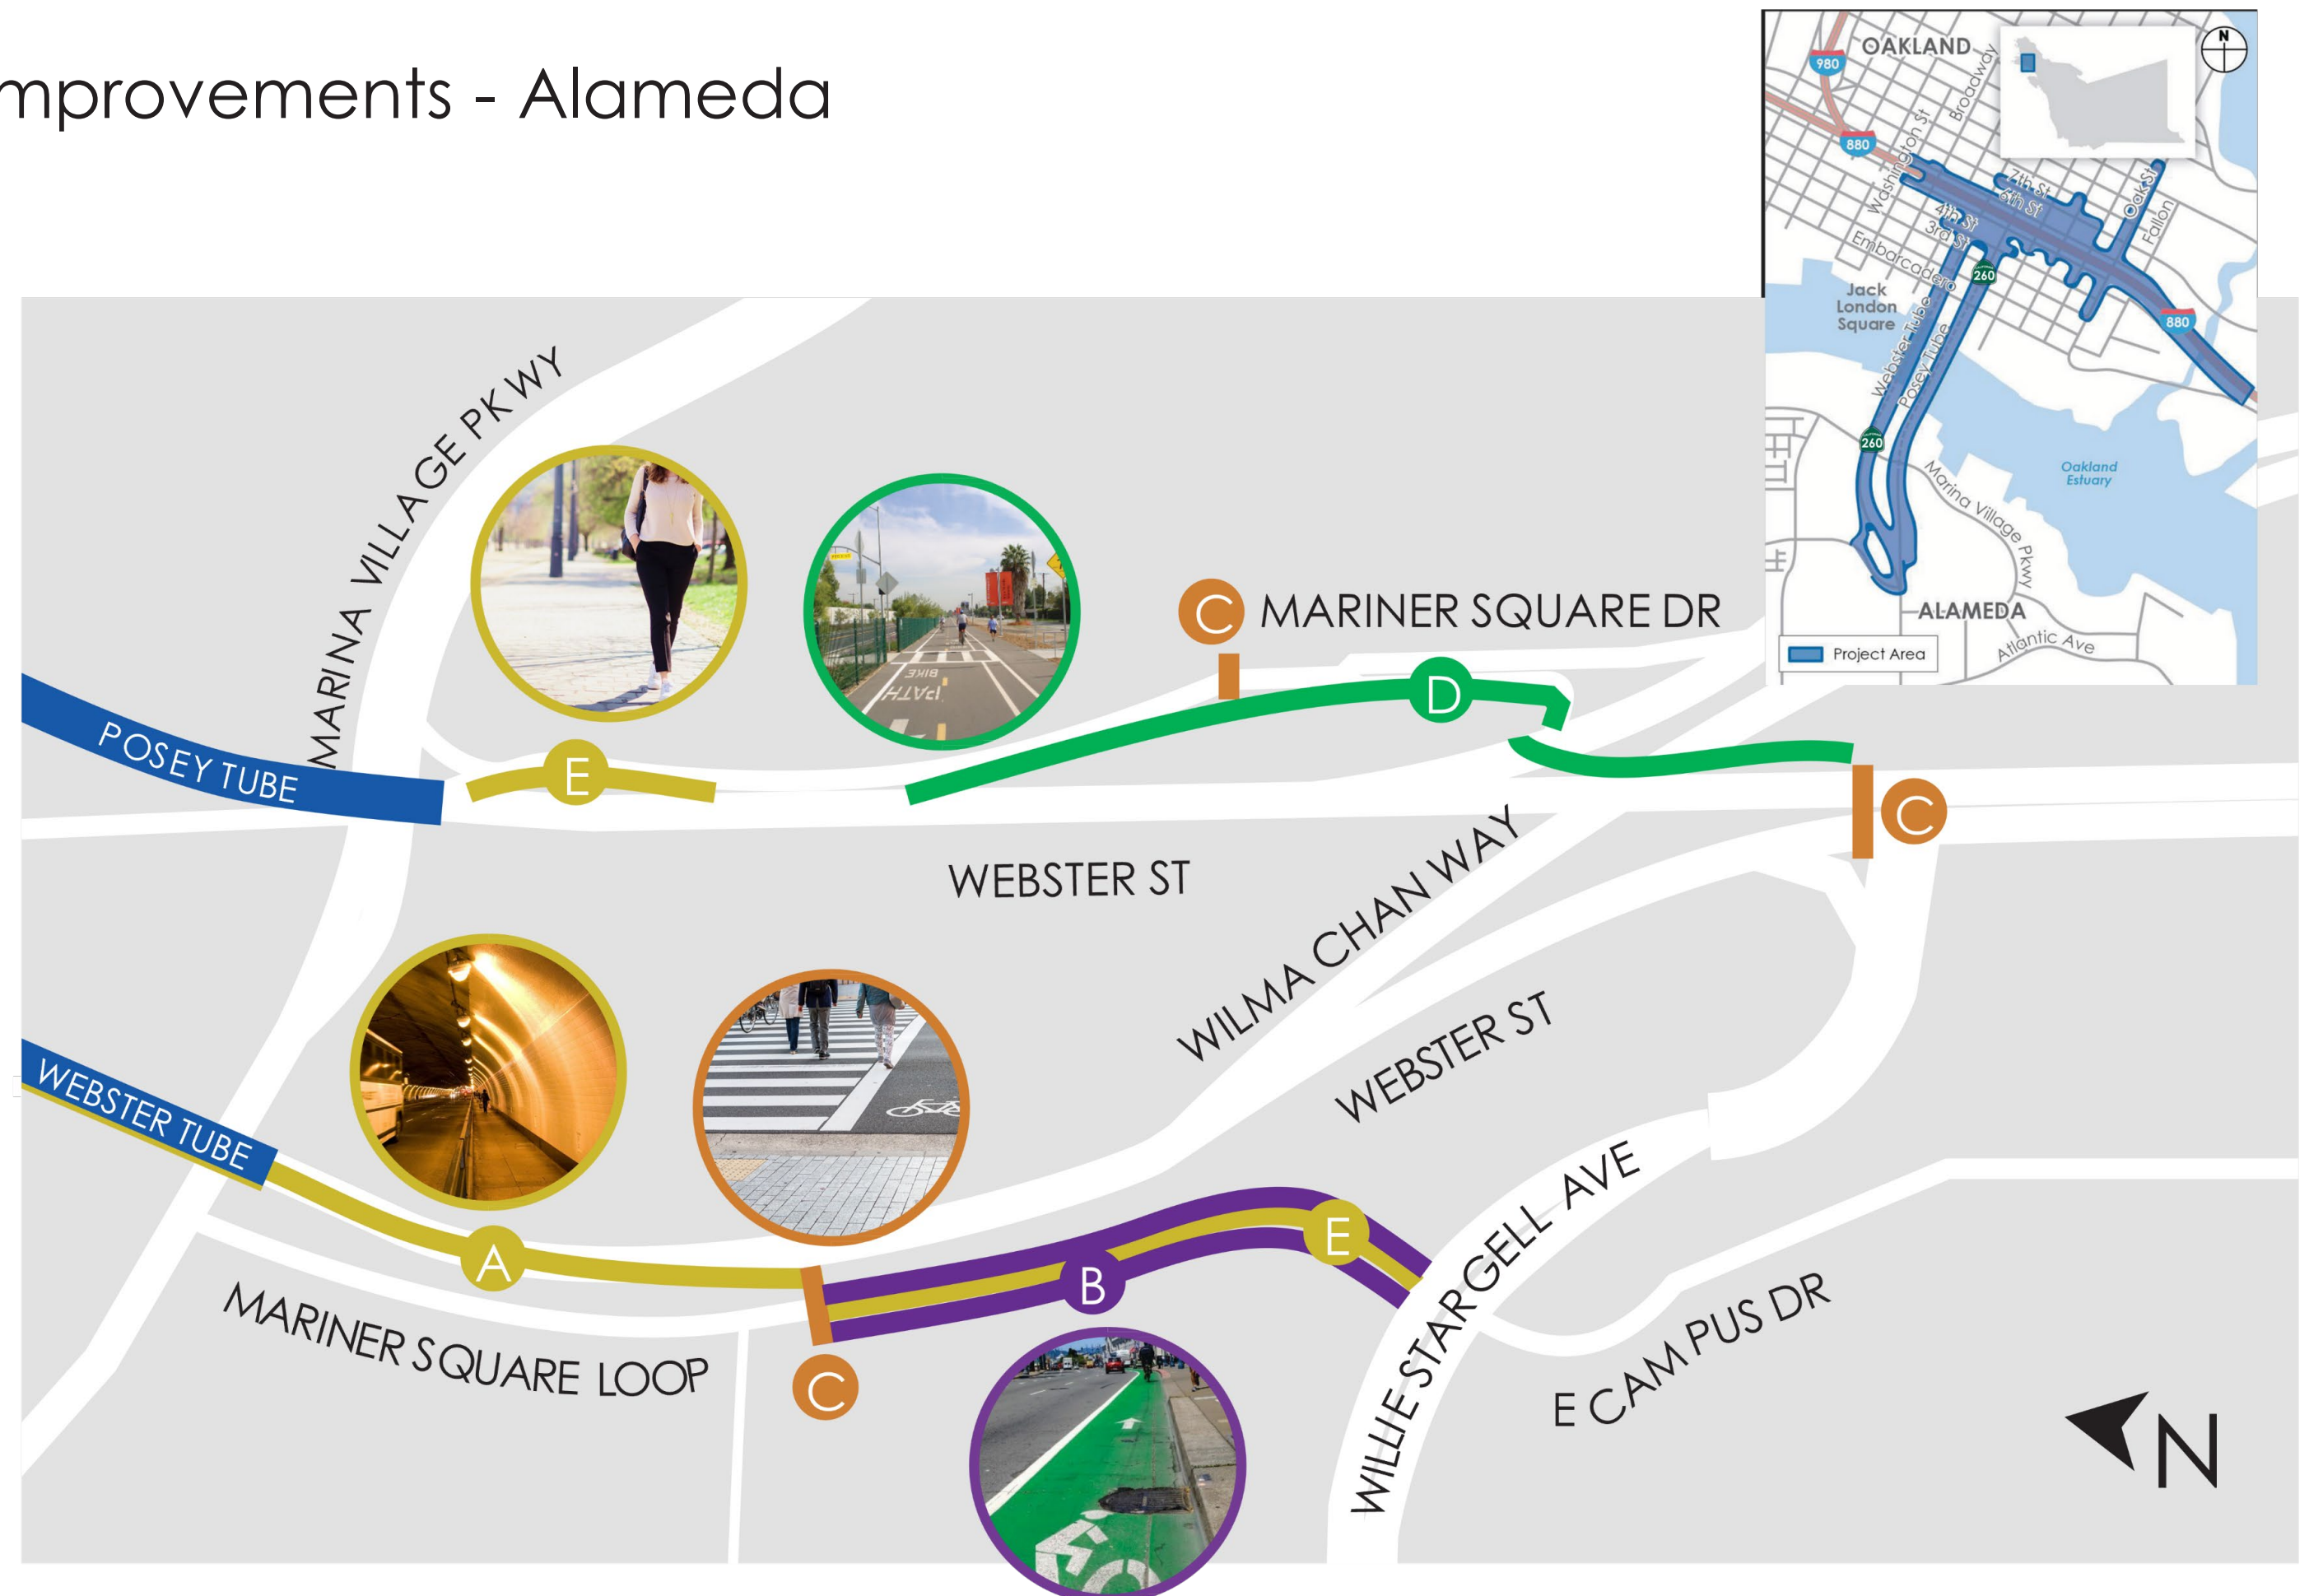 mprovements - Alameda
OAKLAND
N
980
Broadway
880
Washington St
7th St
6th St
Oak St
Fallon
4th St
3rd St
Embarcadero
260
Jack
London
Square
880
Webster Tube
Posey Tube
260
Oakland
Estuary
Marina Village Pkwy
ALAMEDA
Atlantic Ave
Project Area
MARINA VILLAGE PKWY
C MARINER SQUARE DR
BIKE
PATH
D
POSEY TUBE
E
C
WEBSTER ST
WILMA CHAN WAY
WEBSTER ST
WEBSTER TUBE
A
E
B
WILLIE STARGELL AVE
MARINER SQUARE LOOP
C
E CAMPUS DR
N